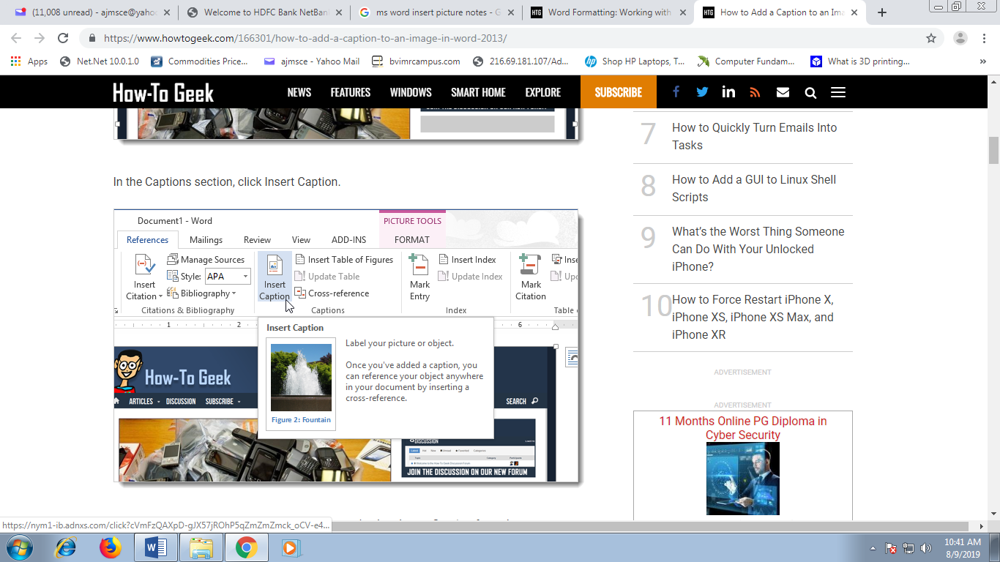 (11,008 unread) - ajmsce@yaho
Welcome to HDFC Bank NetBan
ms word insert picture notes - G
HTG
Word Formatting: Working with
HTG
How to Add a Caption to an Ima
https://www.howtogeek.com/166301/how-to-add-a-caption-to-an-image-in-word-2013/
Apps
Net.Net 10.0.1.0
Commodities Price...
ajmsce - Yahoo Mail
bvimrcampus.com
216.69.181.107/Ad...
Shop HP Laptops, T...
Computer Fundam...
What is 3D printing...
How-To Geek
NEWS FEATURES WINDOWS SMART HOME EXPLORE SUBSCRIBE
In the Captions section, click Insert Caption.
Document1 - Word
PICTURE TOOLS
References Mailings Review View ADD-INS FORMAT
Insert Citation
Manage Sources
Style: APA
Bibliography
Citations & Bibliography
Insert Caption
Insert Table of Figures
Update Table
Cross-reference
Captions
Mark Entry
Insert Index
Update Index
Index
Mark Citation
Inse
Up
Table
1 2 6
Insert Caption
Label your picture or object.
Once you've added a caption, you
can reference your object anywhere
in your document by inserting a
cross-reference.
Figure 2: Fountain
How-To Geek
ARTICLES DISCUSSION SUBSCRIBE
SEARCH
DISCUSSION
JOIN THE DISCUSSION ON OUR NEW FORUM
7 How to Quickly Turn Emails Into
Tasks
8 How to Add a GUI to Linux Shell
Scripts
9 What's the Worst Thing Someone
Can Do With Your Unlocked
iPhone?
10 How to Force Restart iPhone X,
iPhone XS, iPhone XS Max, and
iPhone XR
ADVERTISEMENT
ADVERTISEMENT
11 Months Online PG Diploma in
Cyber Security
https://nym1-ib.adnxs.com/click?cVmFzQAXpD-gJX57jROhP5qZmZmZmck_oCV-e4...
10:41 AM
8/9/2019